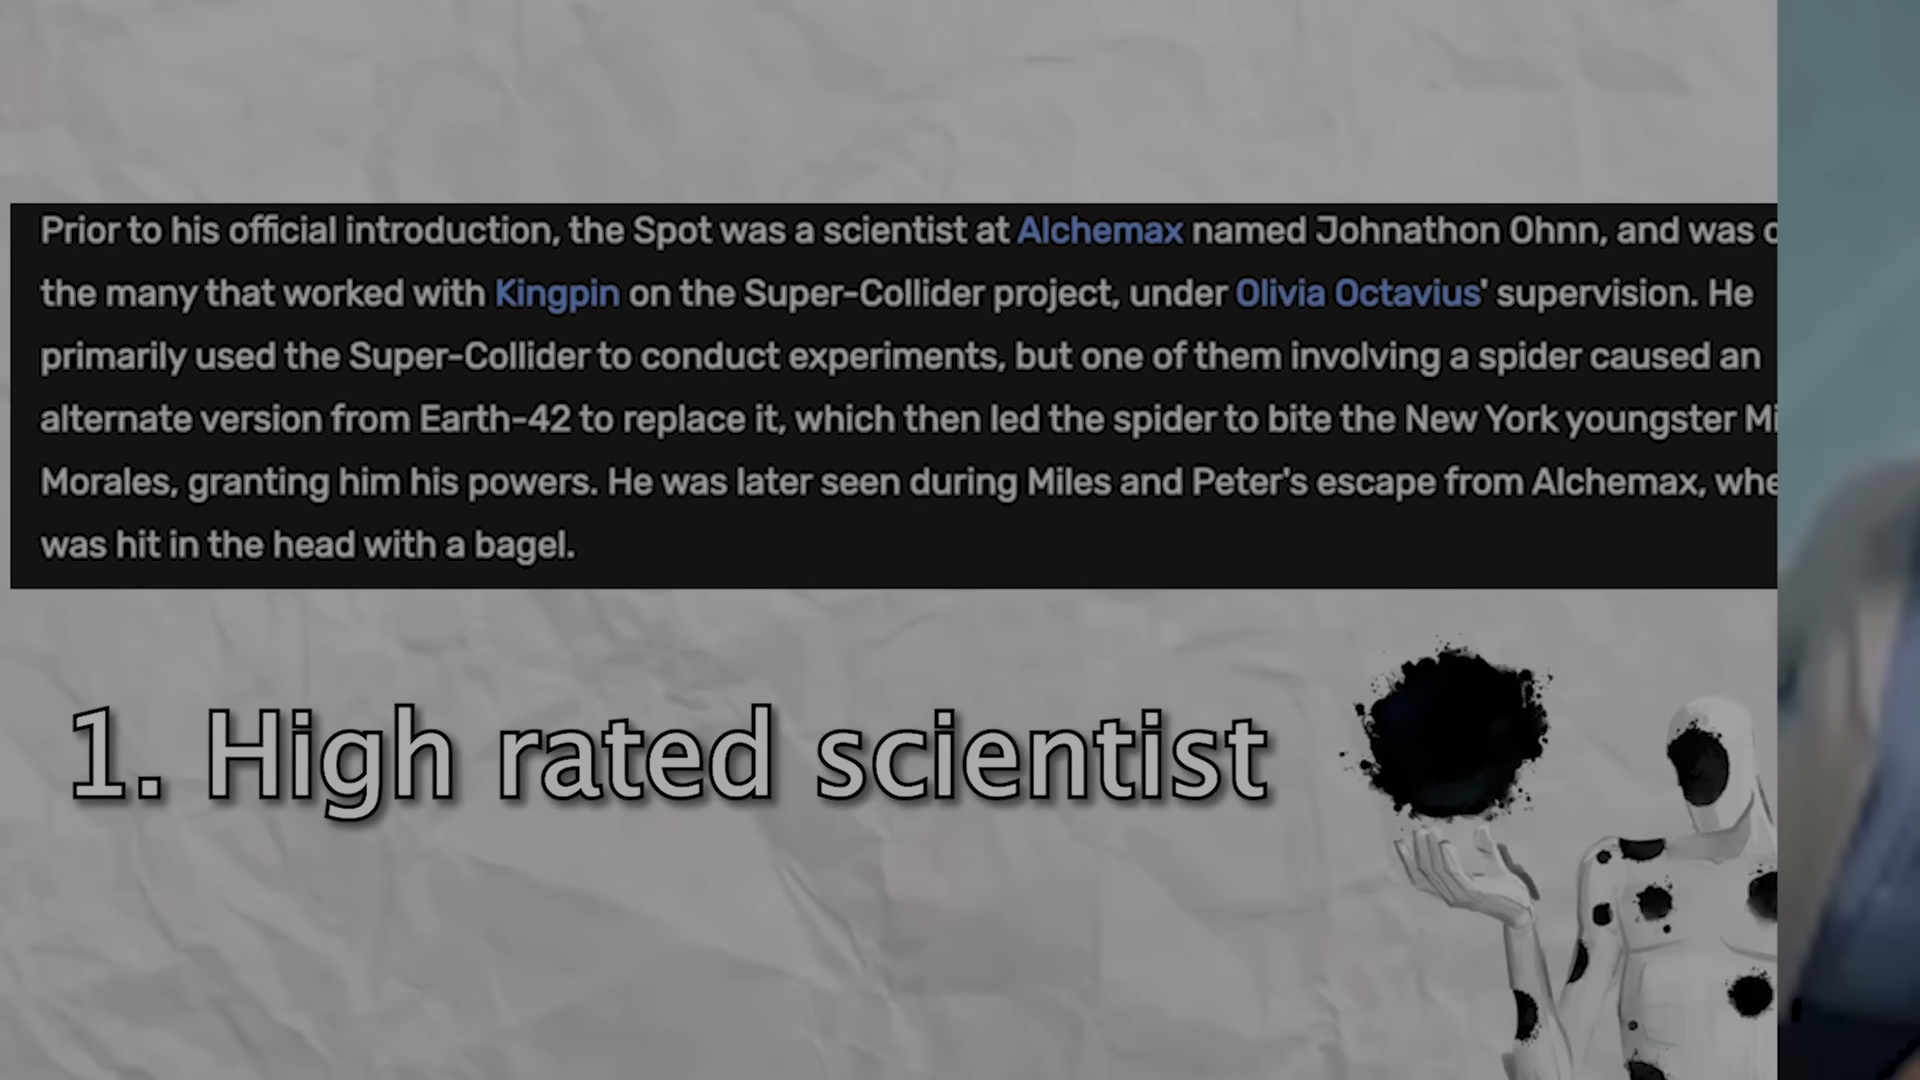 Prior to his official introduction, the Spot was a scientist at Alchemax named Johnathon Ohnn, and was
the many that worked with Kingpin on the Super-Collider project, under Olivia Octavius' supervision. He
primarily used the Super-Collider to conduct experiments, but one of them involving a spider caused an
alternate version from Earth-42 to replace it, which then led the spider to bite the New York youngster Mi
Morales, granting him his powers. He was later seen during Miles and Peter's escape from Alchemax, whe
was hit in the head with a bagel.
1. High rated scientist